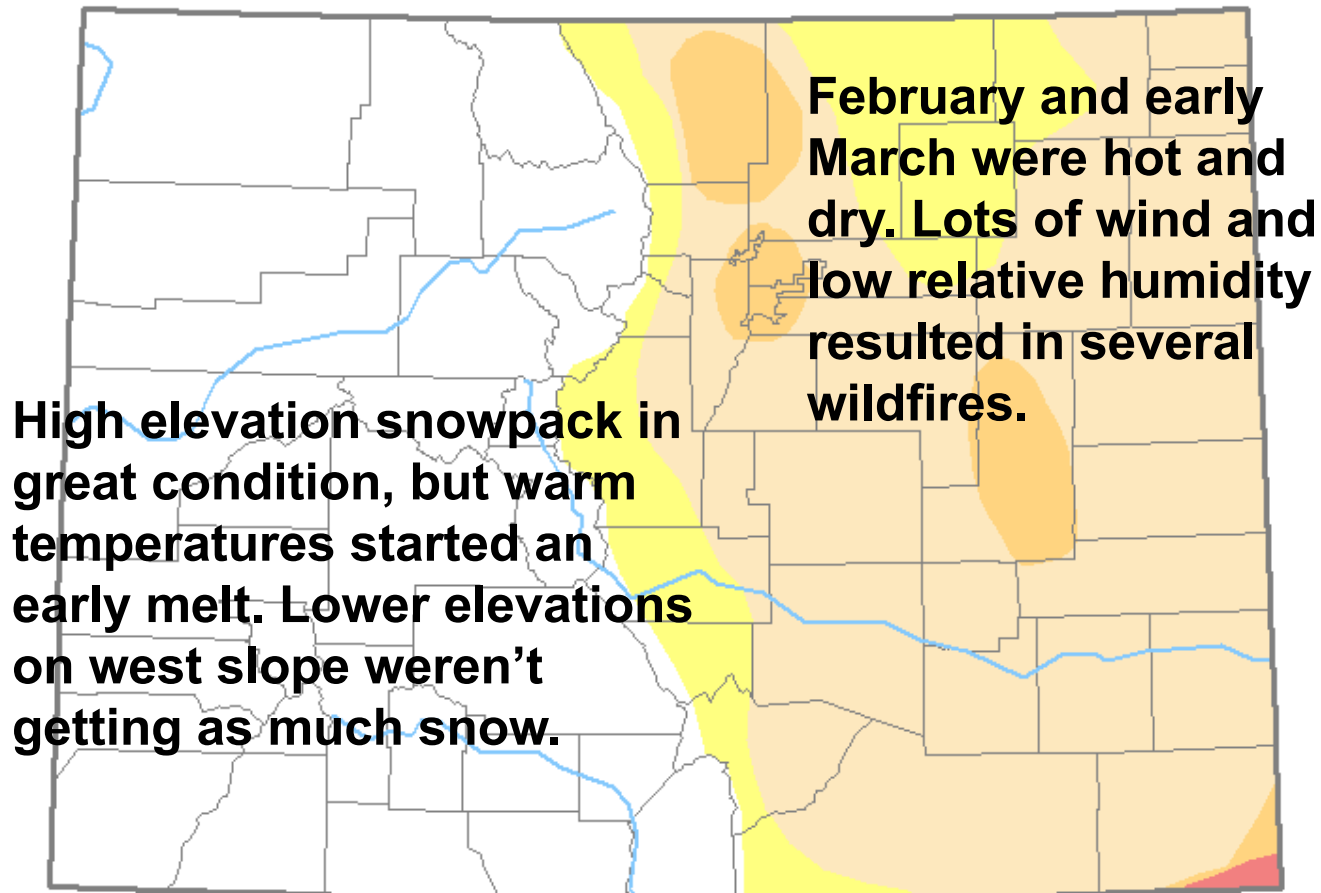 February and early
March were hot and
dry. Lots of wind and
low relative humidity
resulted in several
wildfires.
High elevation snowpack in
great condition, but warm
temperatures started an
early melt. Lower elevations
on west slope weren’t
getting as much snow.